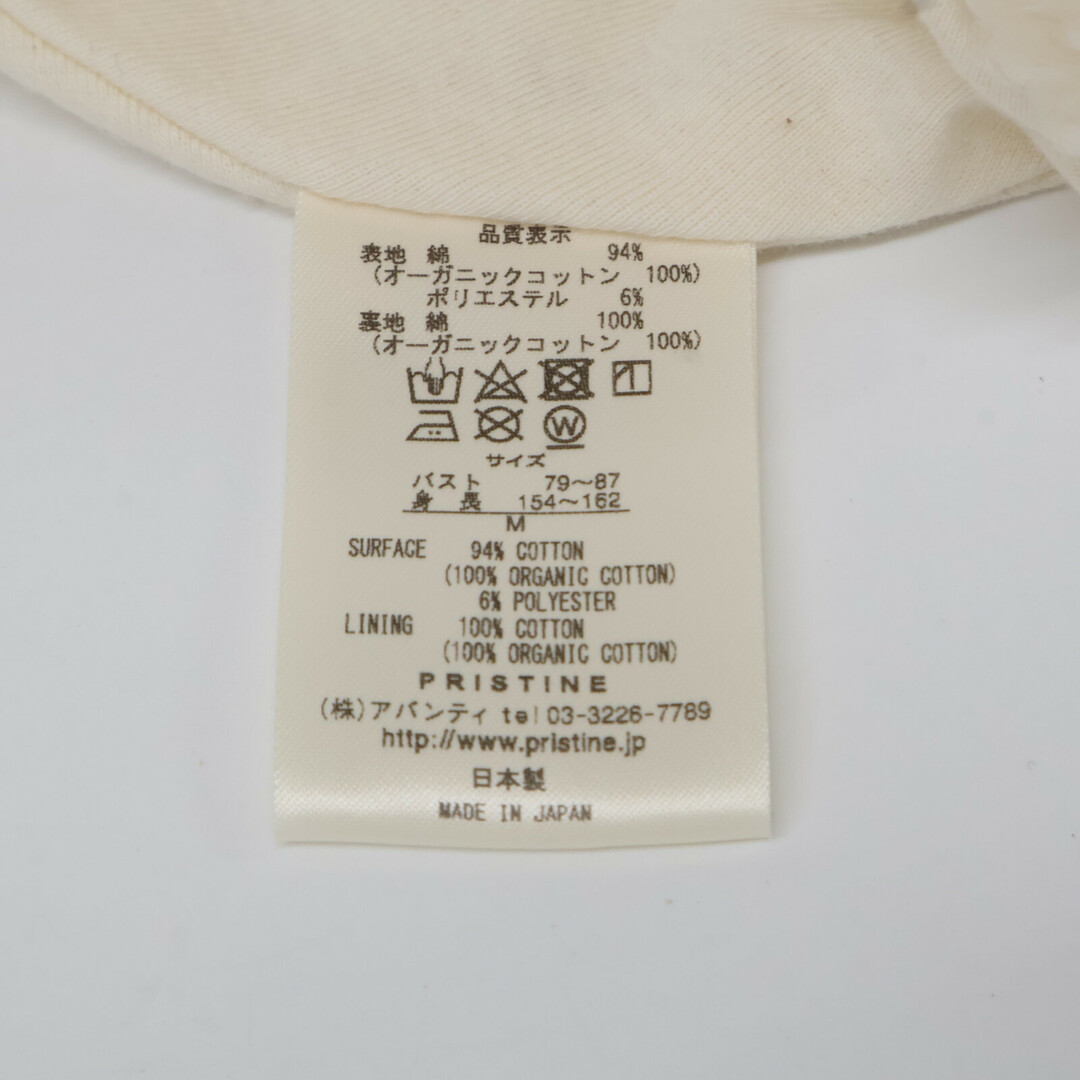 品質表示
表地 綿 94%
(オーガニックコットン 100%)
ポリエステル 6%
裏地 綿 100%
(オーガニックコットン 100%)
W
サイズ
バスト 79〜87
身長 154〜162
M
SURFACE 94% COTTON
(100% ORGANIC COTTON)
6% POLYESTER
LINING 100% COTTON
(100% ORGANIC COTTON)
PRISTINE
(株)アバンティ tel 03-3226-7789
http://www.pristine.jp
日本製
MADE IN JAPAN